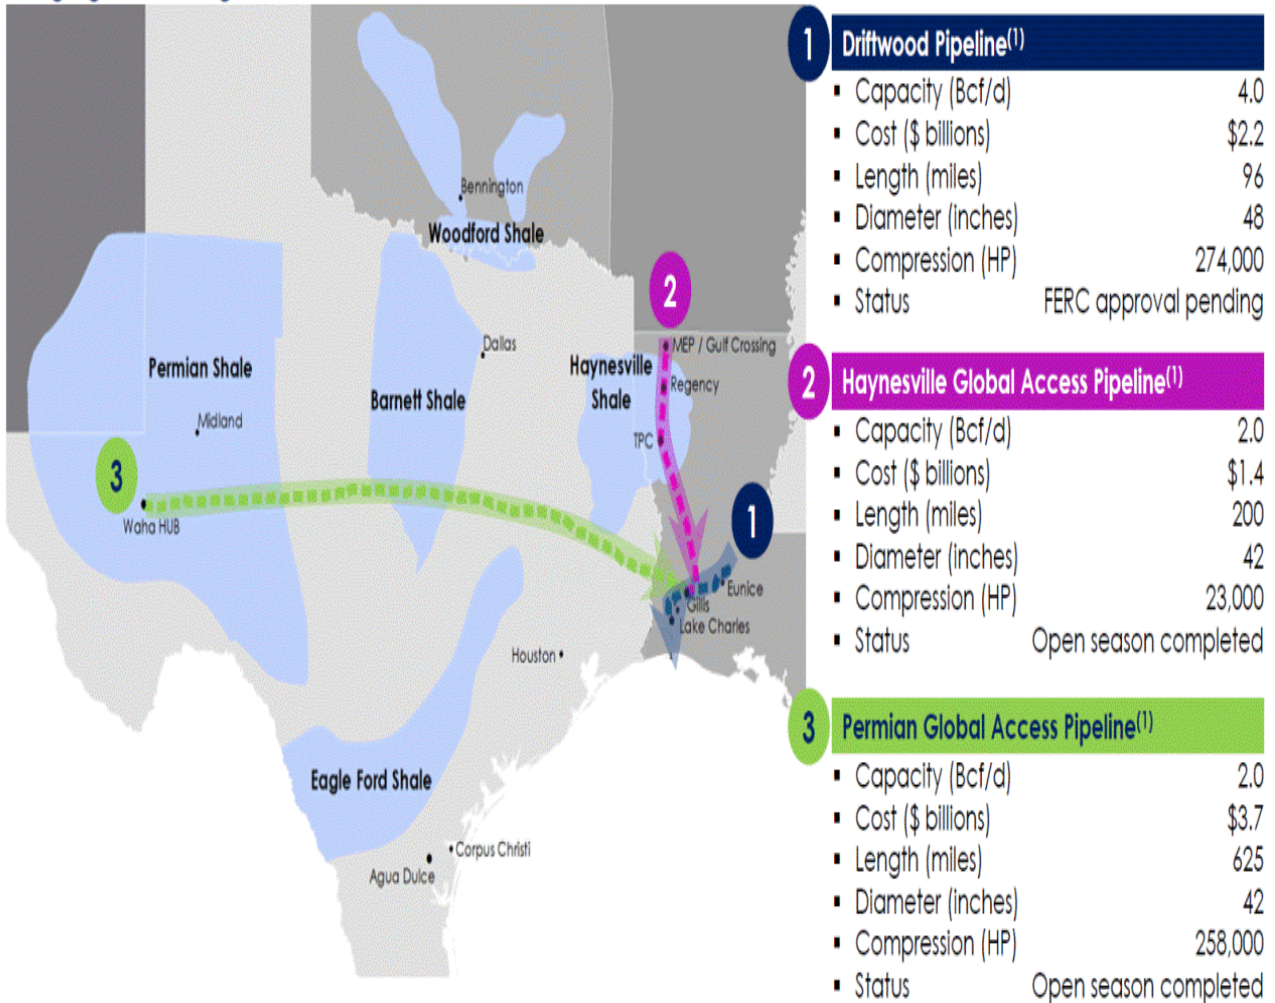 1 Driftwood Pipeline(1)
▪ Capacity (Bcf/d) 4.0
▪ Cost ($ billions) $2.2
▪ Length (miles) 96
▪ Diameter (inches) 48
▪ Compression (HP) 274,000
▪ Status FERC approval pending
2 Haynesville Global Access Pipeline(1)
▪ Capacity (Bcf/d) 2.0
▪ Cost ($ billions) $1.4
▪ Length (miles) 200
▪ Diameter (inches) 42
▪ Compression (HP) 23,000
▪ Status Open season completed
3 Permian Global Access Pipeline(1)
▪ Capacity (Bcf/d) 2.0
▪ Cost ($ billions) $3.7
▪ Length (miles) 625
▪ Diameter (inches) 42
▪ Compression (HP) 258,000
▪ Status Open season completed
Bennington
Woodford Shale
2
MEP / Gulf Crossing
Dallas
Permian Shale
Haynesville
Shale
Regency
Barnett Shale
Midland
TPC
3
Waha HUB
1
Eunice
Gillis
Lake Charles
Houston
Eagle Ford Shale
Corpus Christi
Agua Dulce